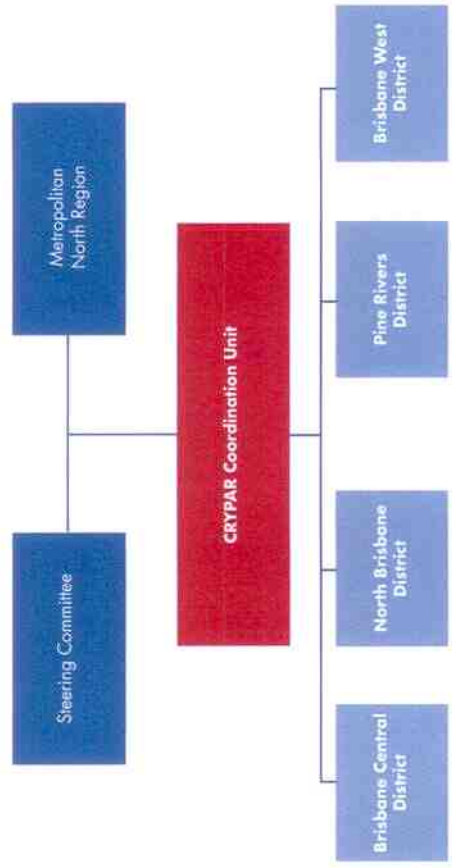 Steering Committee
Metropolitan
North Region
CRYPAR Coordination Unit
Brisbane Central
District
North Brisbane
District
Pine Rivers
District
Brisbane West
District